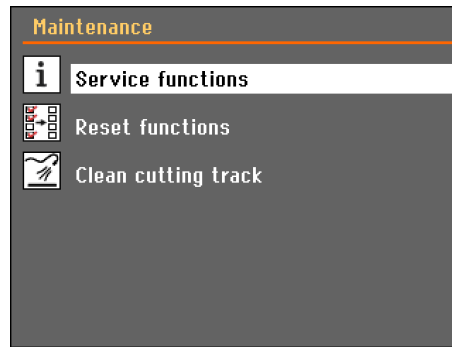 Maintenance
Service functions
Reset functions
Clean cutting track